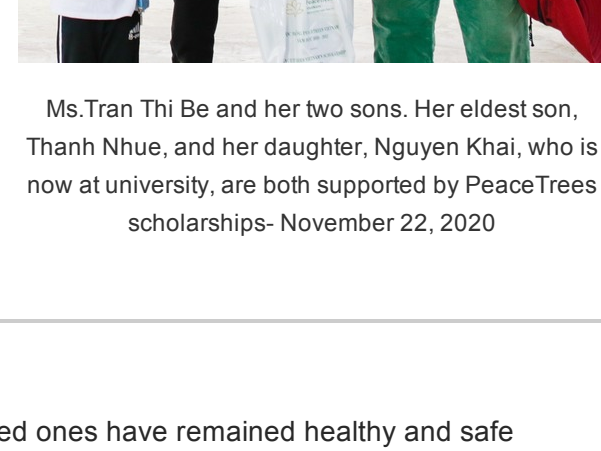 Ms.Tran Thi Be and her two sons. Her eldest son,
Thanh Nhue, and her daughter, Nguyen Khai, who is
now at university, are both supported by PeaceTrees
scholarships- November 22, 2020
ed ones have remained healthy and safe